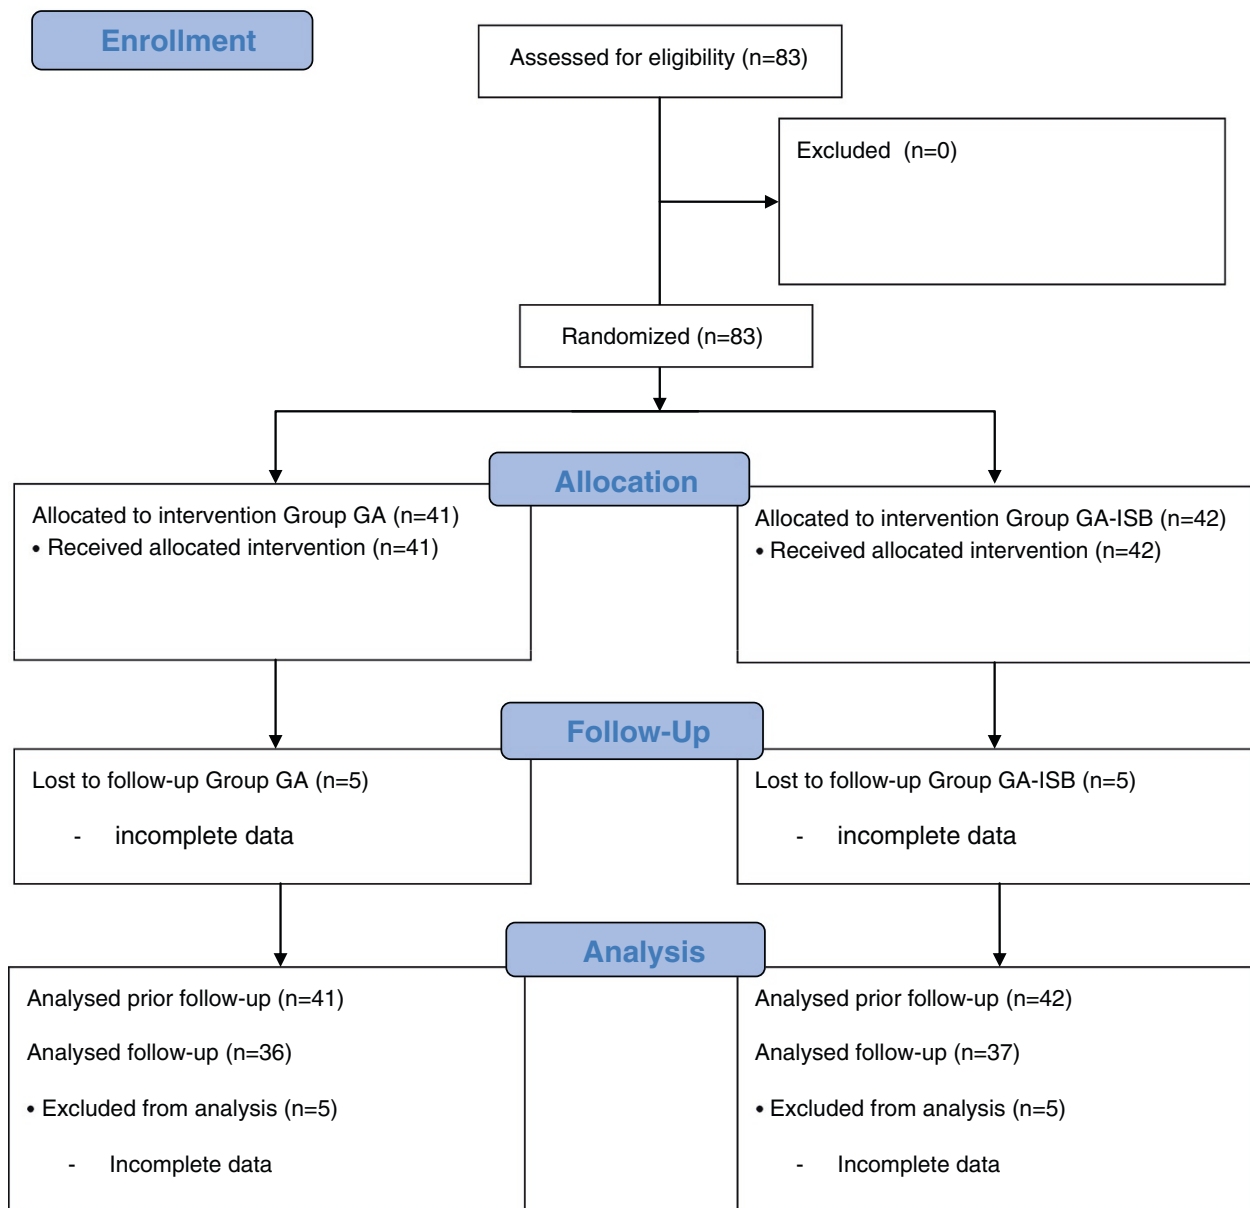 Enrollment
Assessed for eligibility (n=83)
Excluded (n=0)
Randomized (n=83)
Allocation
Allocated to intervention Group GA (n=41)
• Received allocated intervention (n=41)
Allocated to intervention Group GA-ISB (n=42)
• Received allocated intervention (n=42)
Follow-Up
Lost to follow-up Group GA (n=5)
- incomplete data
Lost to follow-up Group GA-ISB (n=5)
- incomplete data
Analysis
Analysed prior follow-up (n=41)
Analysed follow-up (n=36)
• Excluded from analysis (n=5)
- Incomplete data
Analysed prior follow-up (n=42)
Analysed follow-up (n=37)
• Excluded from analysis (n=5)
- Incomplete data